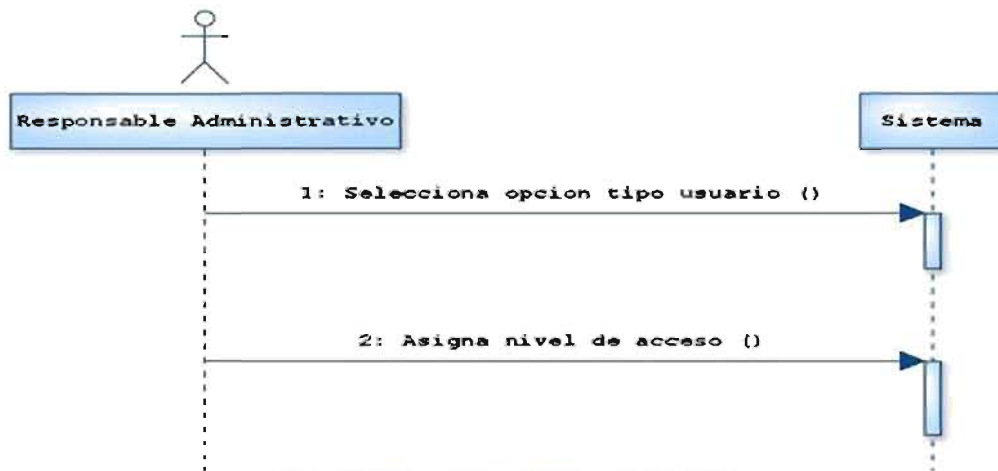 Responsable Administrativo
Sistema
1: Selecciona opcion tipo usuario ()
2: Asigna nivel de acceso ()